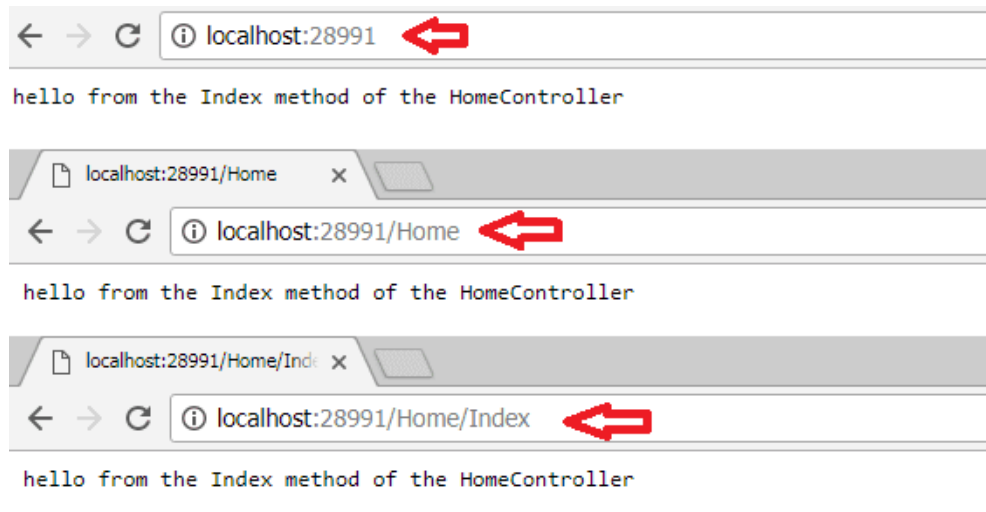 localhost:28991
hello from the Index method of the HomeController
localhost:28991/Home
localhost:28991/Home
hello from the Index method of the HomeController
localhost:28991/Home/Inde
localhost:28991/Home/Index
hello from the Index method of the HomeController